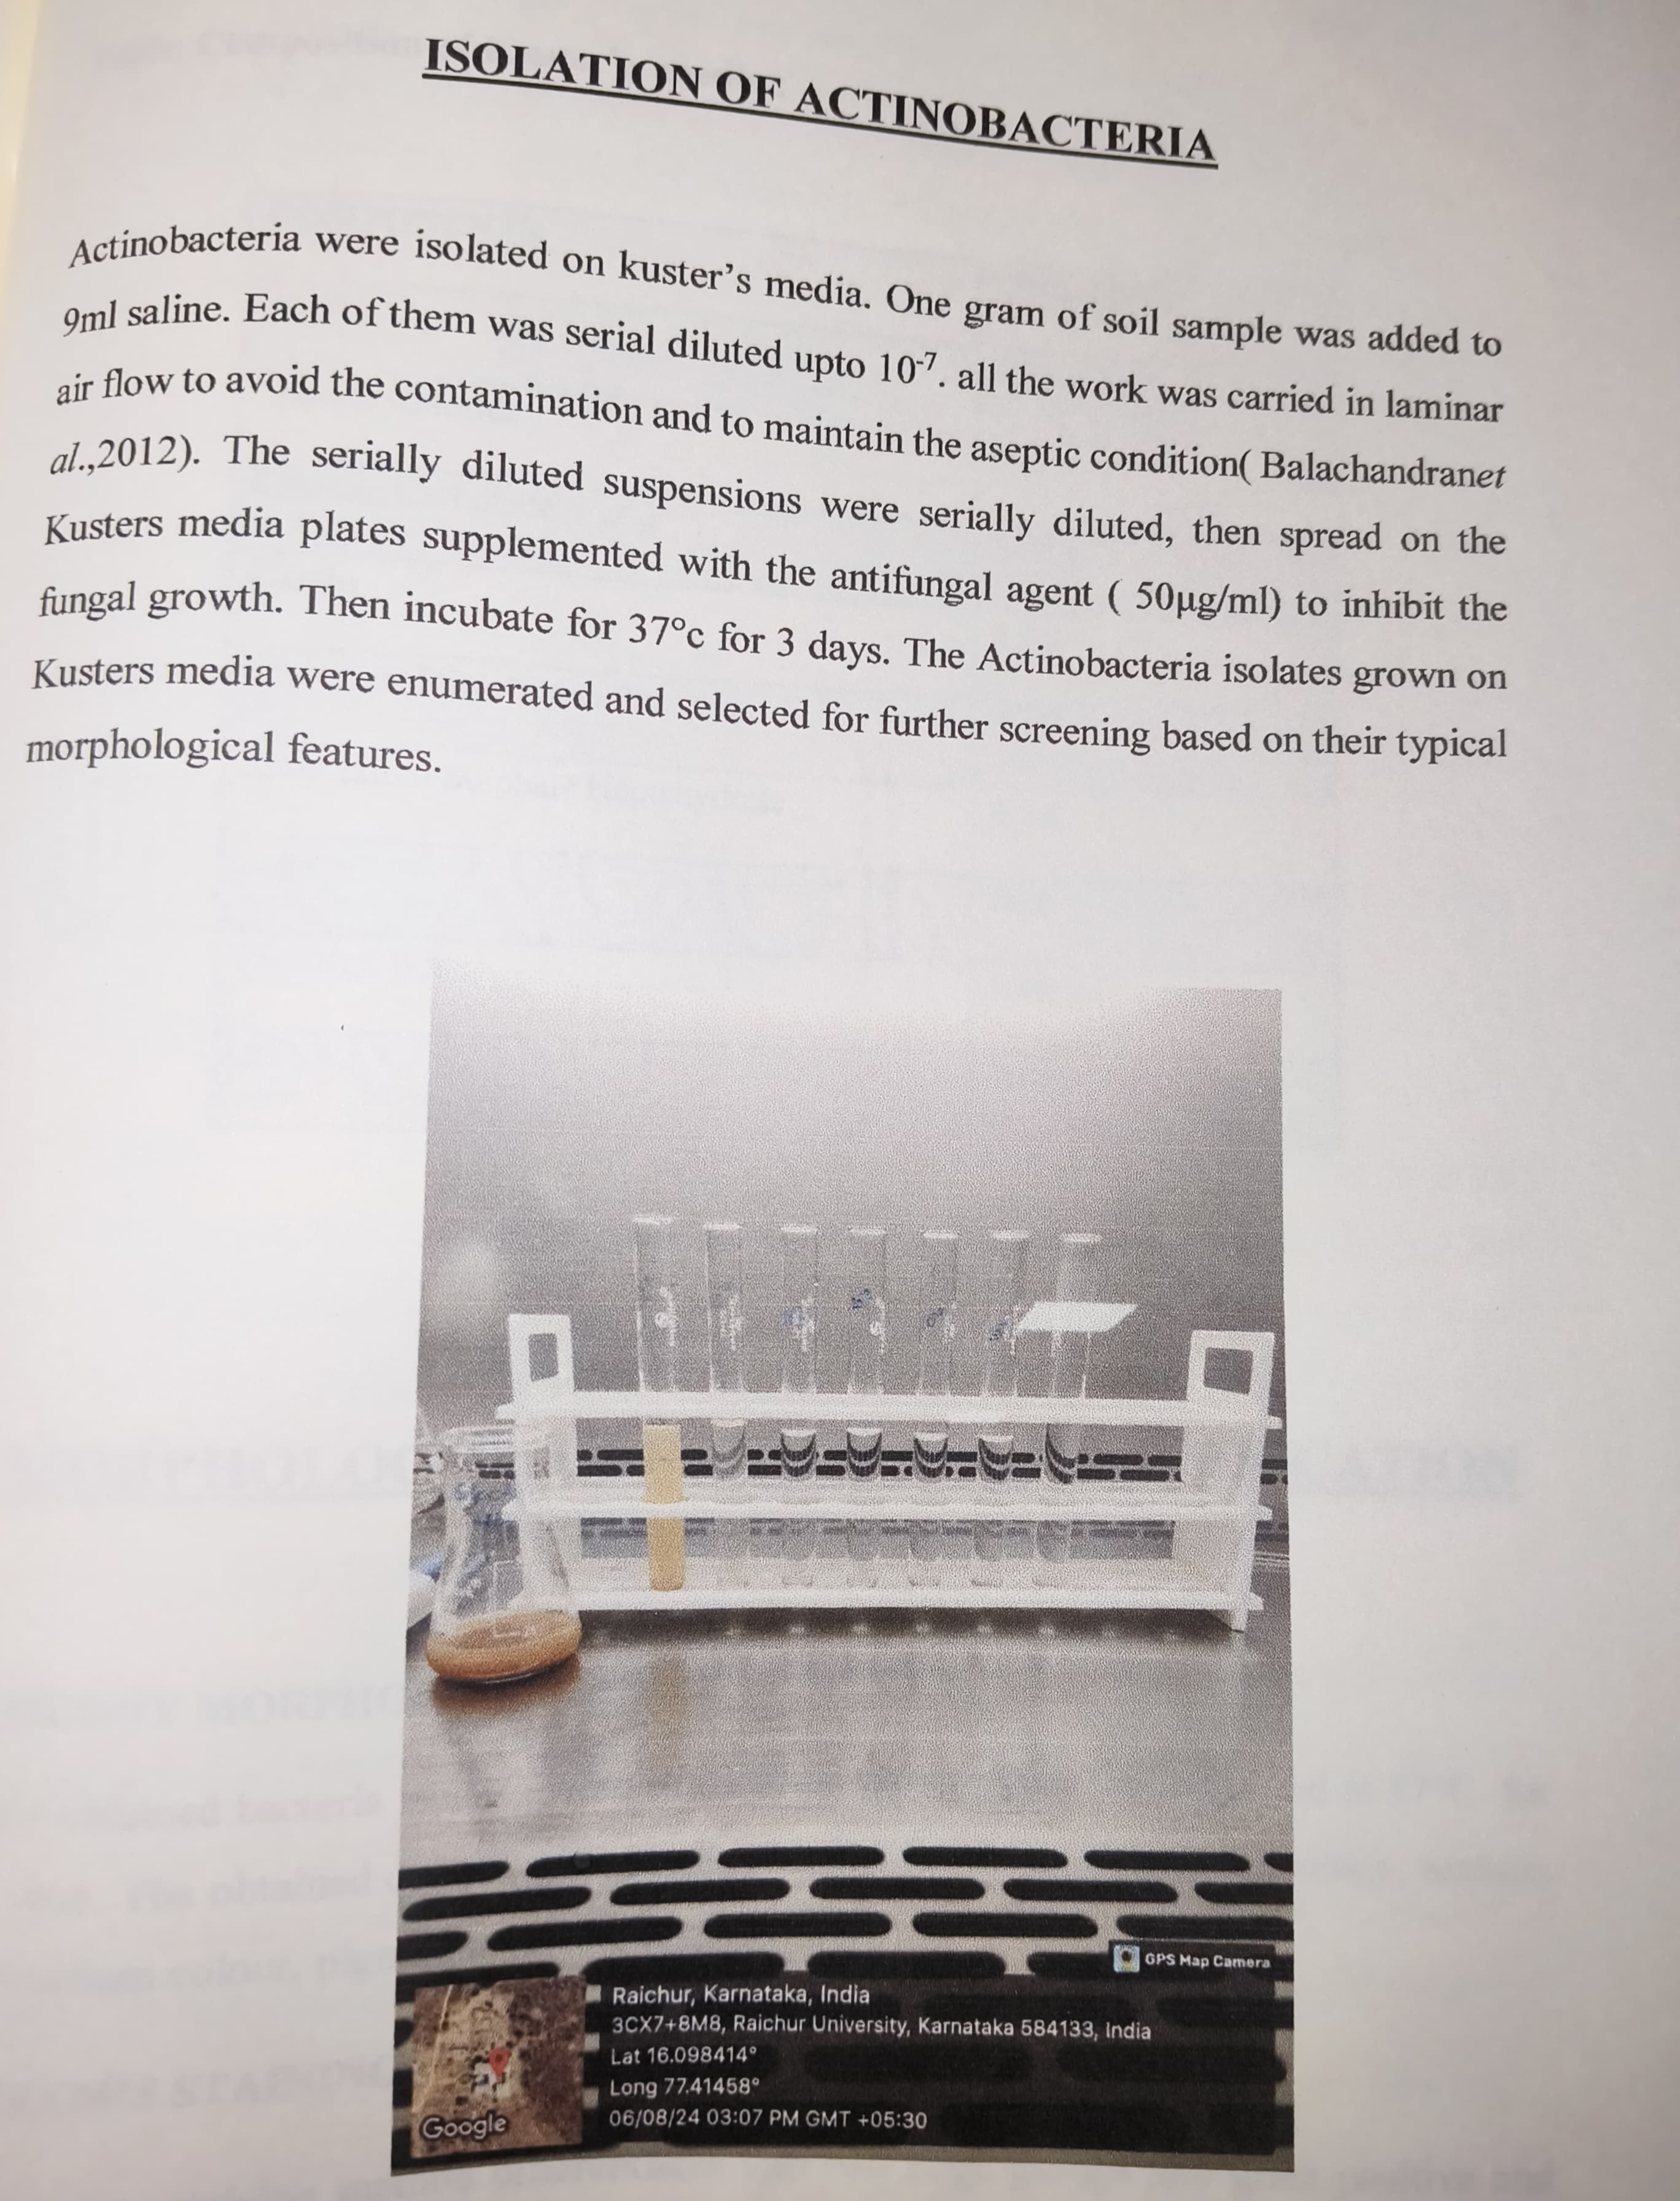 ISOLATION OF ACTINOBACTERIA
Actinobacteria were isolated on kuster's media. One gram of soil sample was added to
9ml saline. Each of them was serial diluted upto 10⁻⁷. all the work was carried in laminar
air flow to avoid the contamination and to maintain the aseptic condition( Balachandranet
al.,2012). The serially diluted suspensions were serially diluted, then spread on the
Kusters media plates supplemented with the antifungal agent ( 50µg/ml) to inhibit the
fungal growth. Then incubate for 37°c for 3 days. The Actinobacteria isolates grown on
Kusters media were enumerated and selected for further screening based on their typical
morphological features.
GPS Map Camera
Raichur, Karnataka, India
3CX7+8M8, Raichur University, Karnataka 584133, India
Lat 16.098414°
Long 77.41458°
06/08/24 03:07 PM GMT +05:30
Google